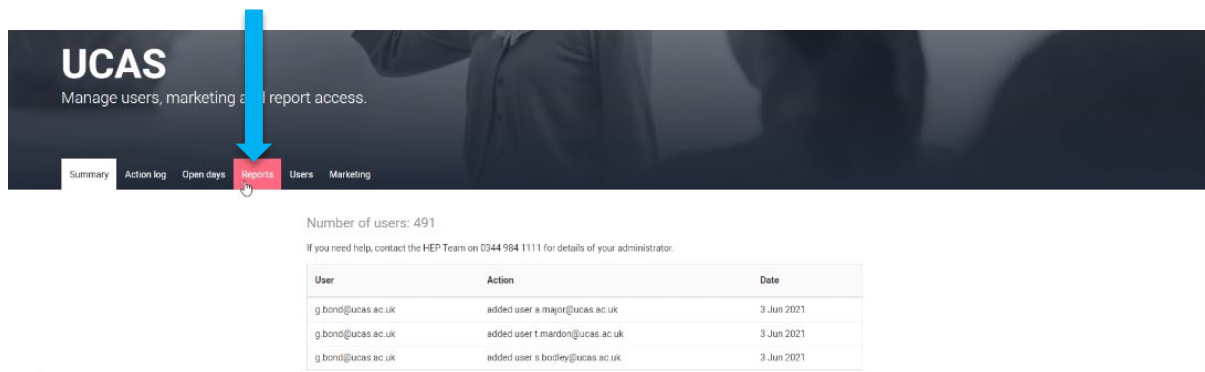 UCAS
Manage users, marketing and report access.
Summary Action log Open days Reports Users Marketing
Number of users: 491
If you need help, contact the HEP Team on 0344 984 1111 for details of your administrator.
User Action Date
g.bond@ucas.ac.uk added user a.major@ucas.ac.uk 3 Jun 2021
g.bond@ucas.ac.uk added user t.mardon@ucas.ac.uk 3 Jun 2021
g.bond@ucas.ac.uk added user s.bodley@ucas.ac.uk 3 Jun 2021